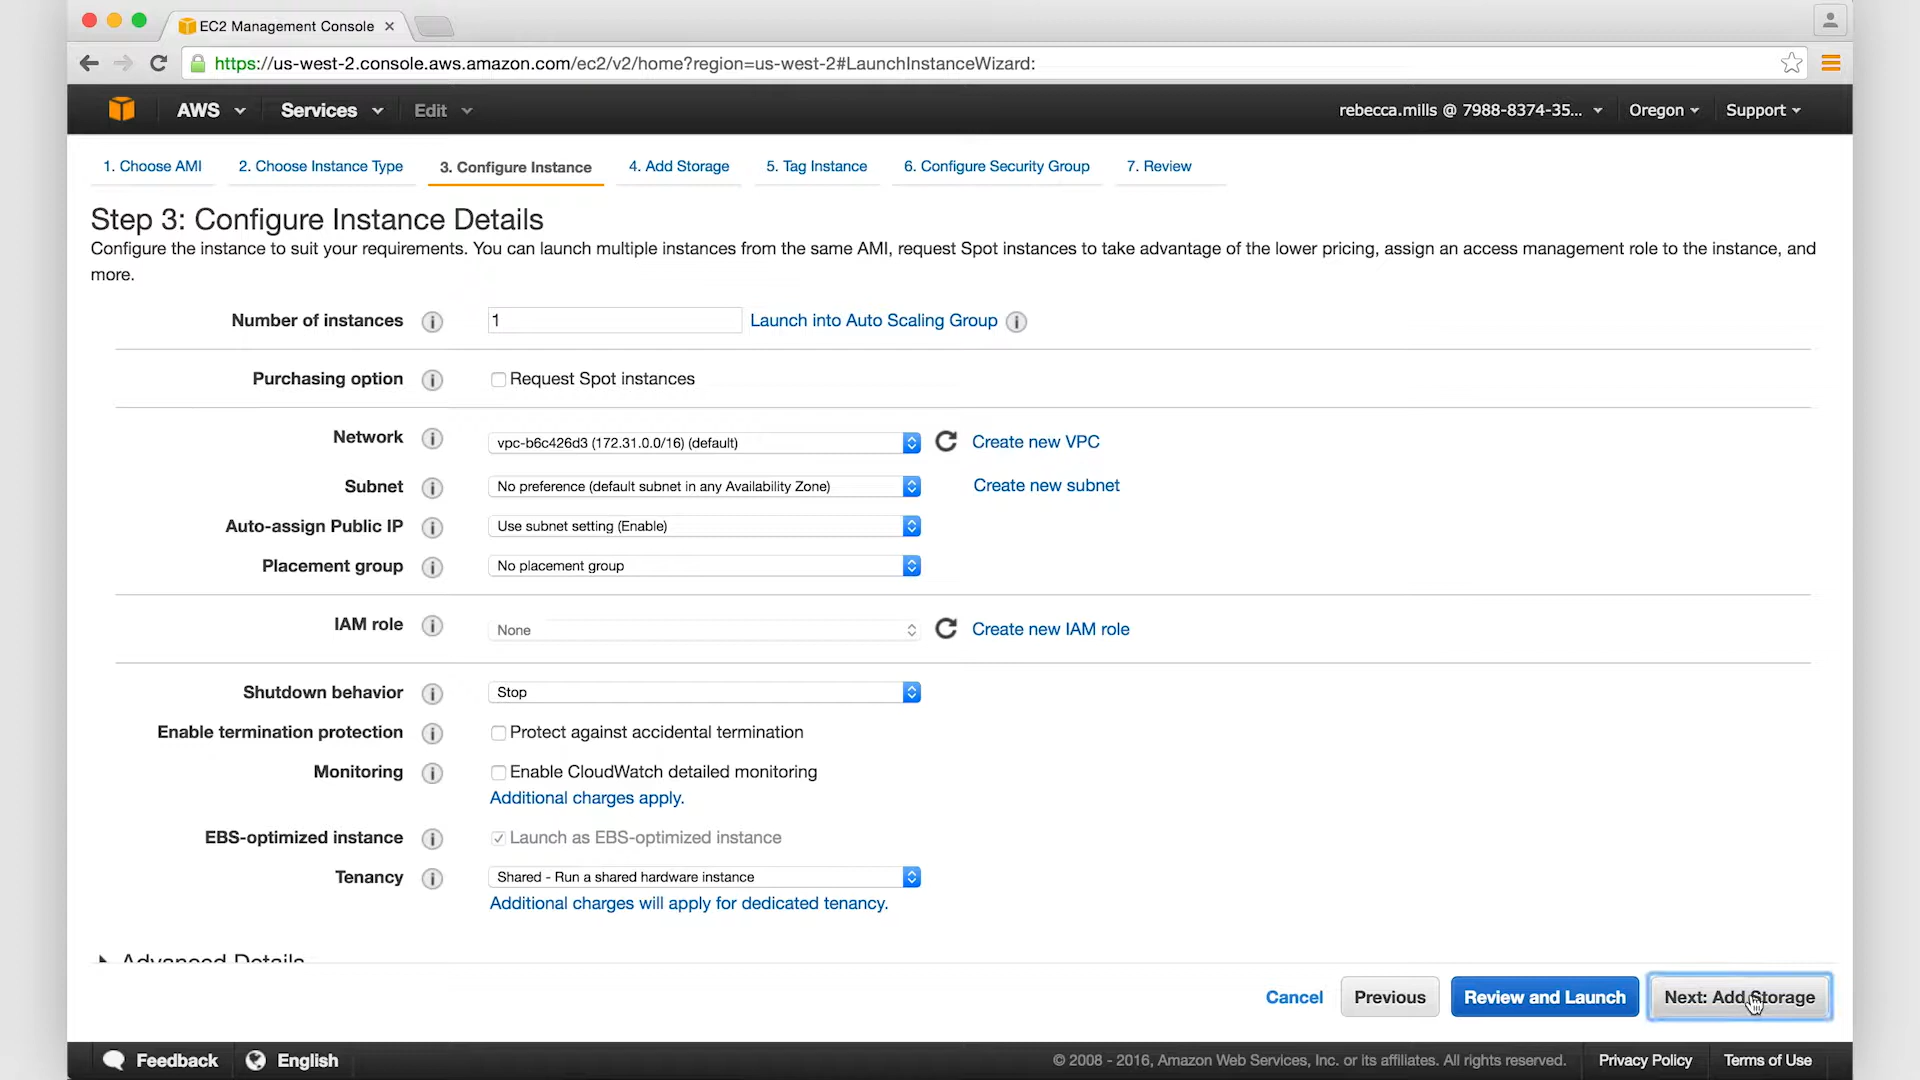 EC2 Management Console
https://us-west-2.console.aws.amazon.com/ec2/v2/home?region=us-west-2#LaunchInstanceWizard:
AWS Services Edit rebecca.mills @ 7988-8374-35... Oregon Support
1. Choose AMI 2. Choose Instance Type 3. Configure Instance 4. Add Storage 5. Tag Instance 6. Configure Security Group 7. Review
Step 3: Configure Instance Details
Configure the instance to suit your requirements. You can launch multiple instances from the same AMI, request Spot instances to take advantage of the lower pricing, assign an access management role to the instance, and
more.
Number of instances 1 Launch into Auto Scaling Group
Purchasing option Request Spot instances
Network vpc-b6c426d3 (172.31.0.0/16) (default) Create new VPC
Subnet No preference (default subnet in any Availability Zone) Create new subnet
Auto-assign Public IP Use subnet setting (Enable)
Placement group No placement group
IAM role None Create new IAM role
Shutdown behavior Stop
Enable termination protection Protect against accidental termination
Monitoring Enable CloudWatch detailed monitoring
Additional charges apply.
EBS-optimized instance Launch as EBS-optimized instance
Tenancy Shared - Run a shared hardware instance
Additional charges will apply for dedicated tenancy.
Advanced Details
Cancel Previous Review and Launch Next: Add Storage
Feedback English © 2008 - 2016, Amazon Web Services, Inc. or its affiliates. All rights reserved. Privacy Policy Terms of Use